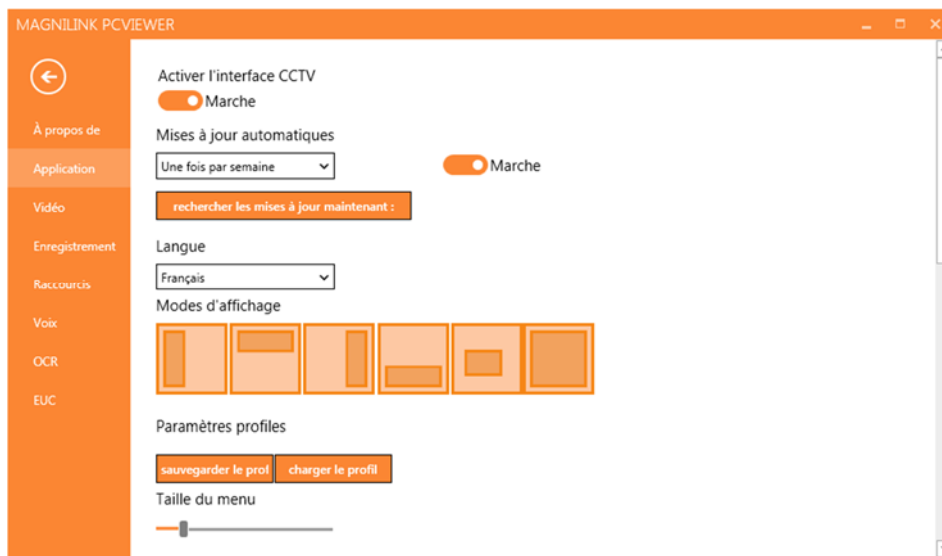 MAGNILINK PCVIEWER
À propos de
Application
Vidéo
Enregistrement
Raccourcis
Voix
OCR
EUC
Activer l'interface CCTV
Marche
Mises à jour automatiques
Une fois par semaine
Marche
rechercher les mises à jour maintenant :
Langue
Français
Modes d'affichage
Paramètres profiles
sauvegarder le prof
charger le profil
Taille du menu